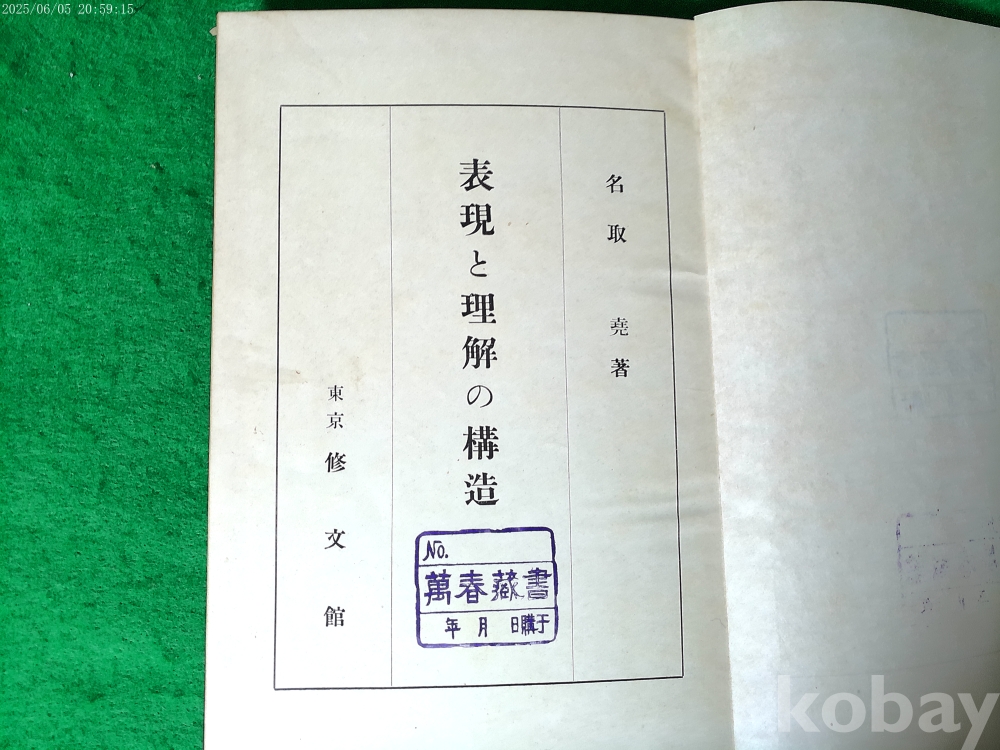 2025/06/05 20:59:15
名取 堯著
表現と理解の構造
東京 修文館
No.
萬春藏書
年 月 日購于
kobay